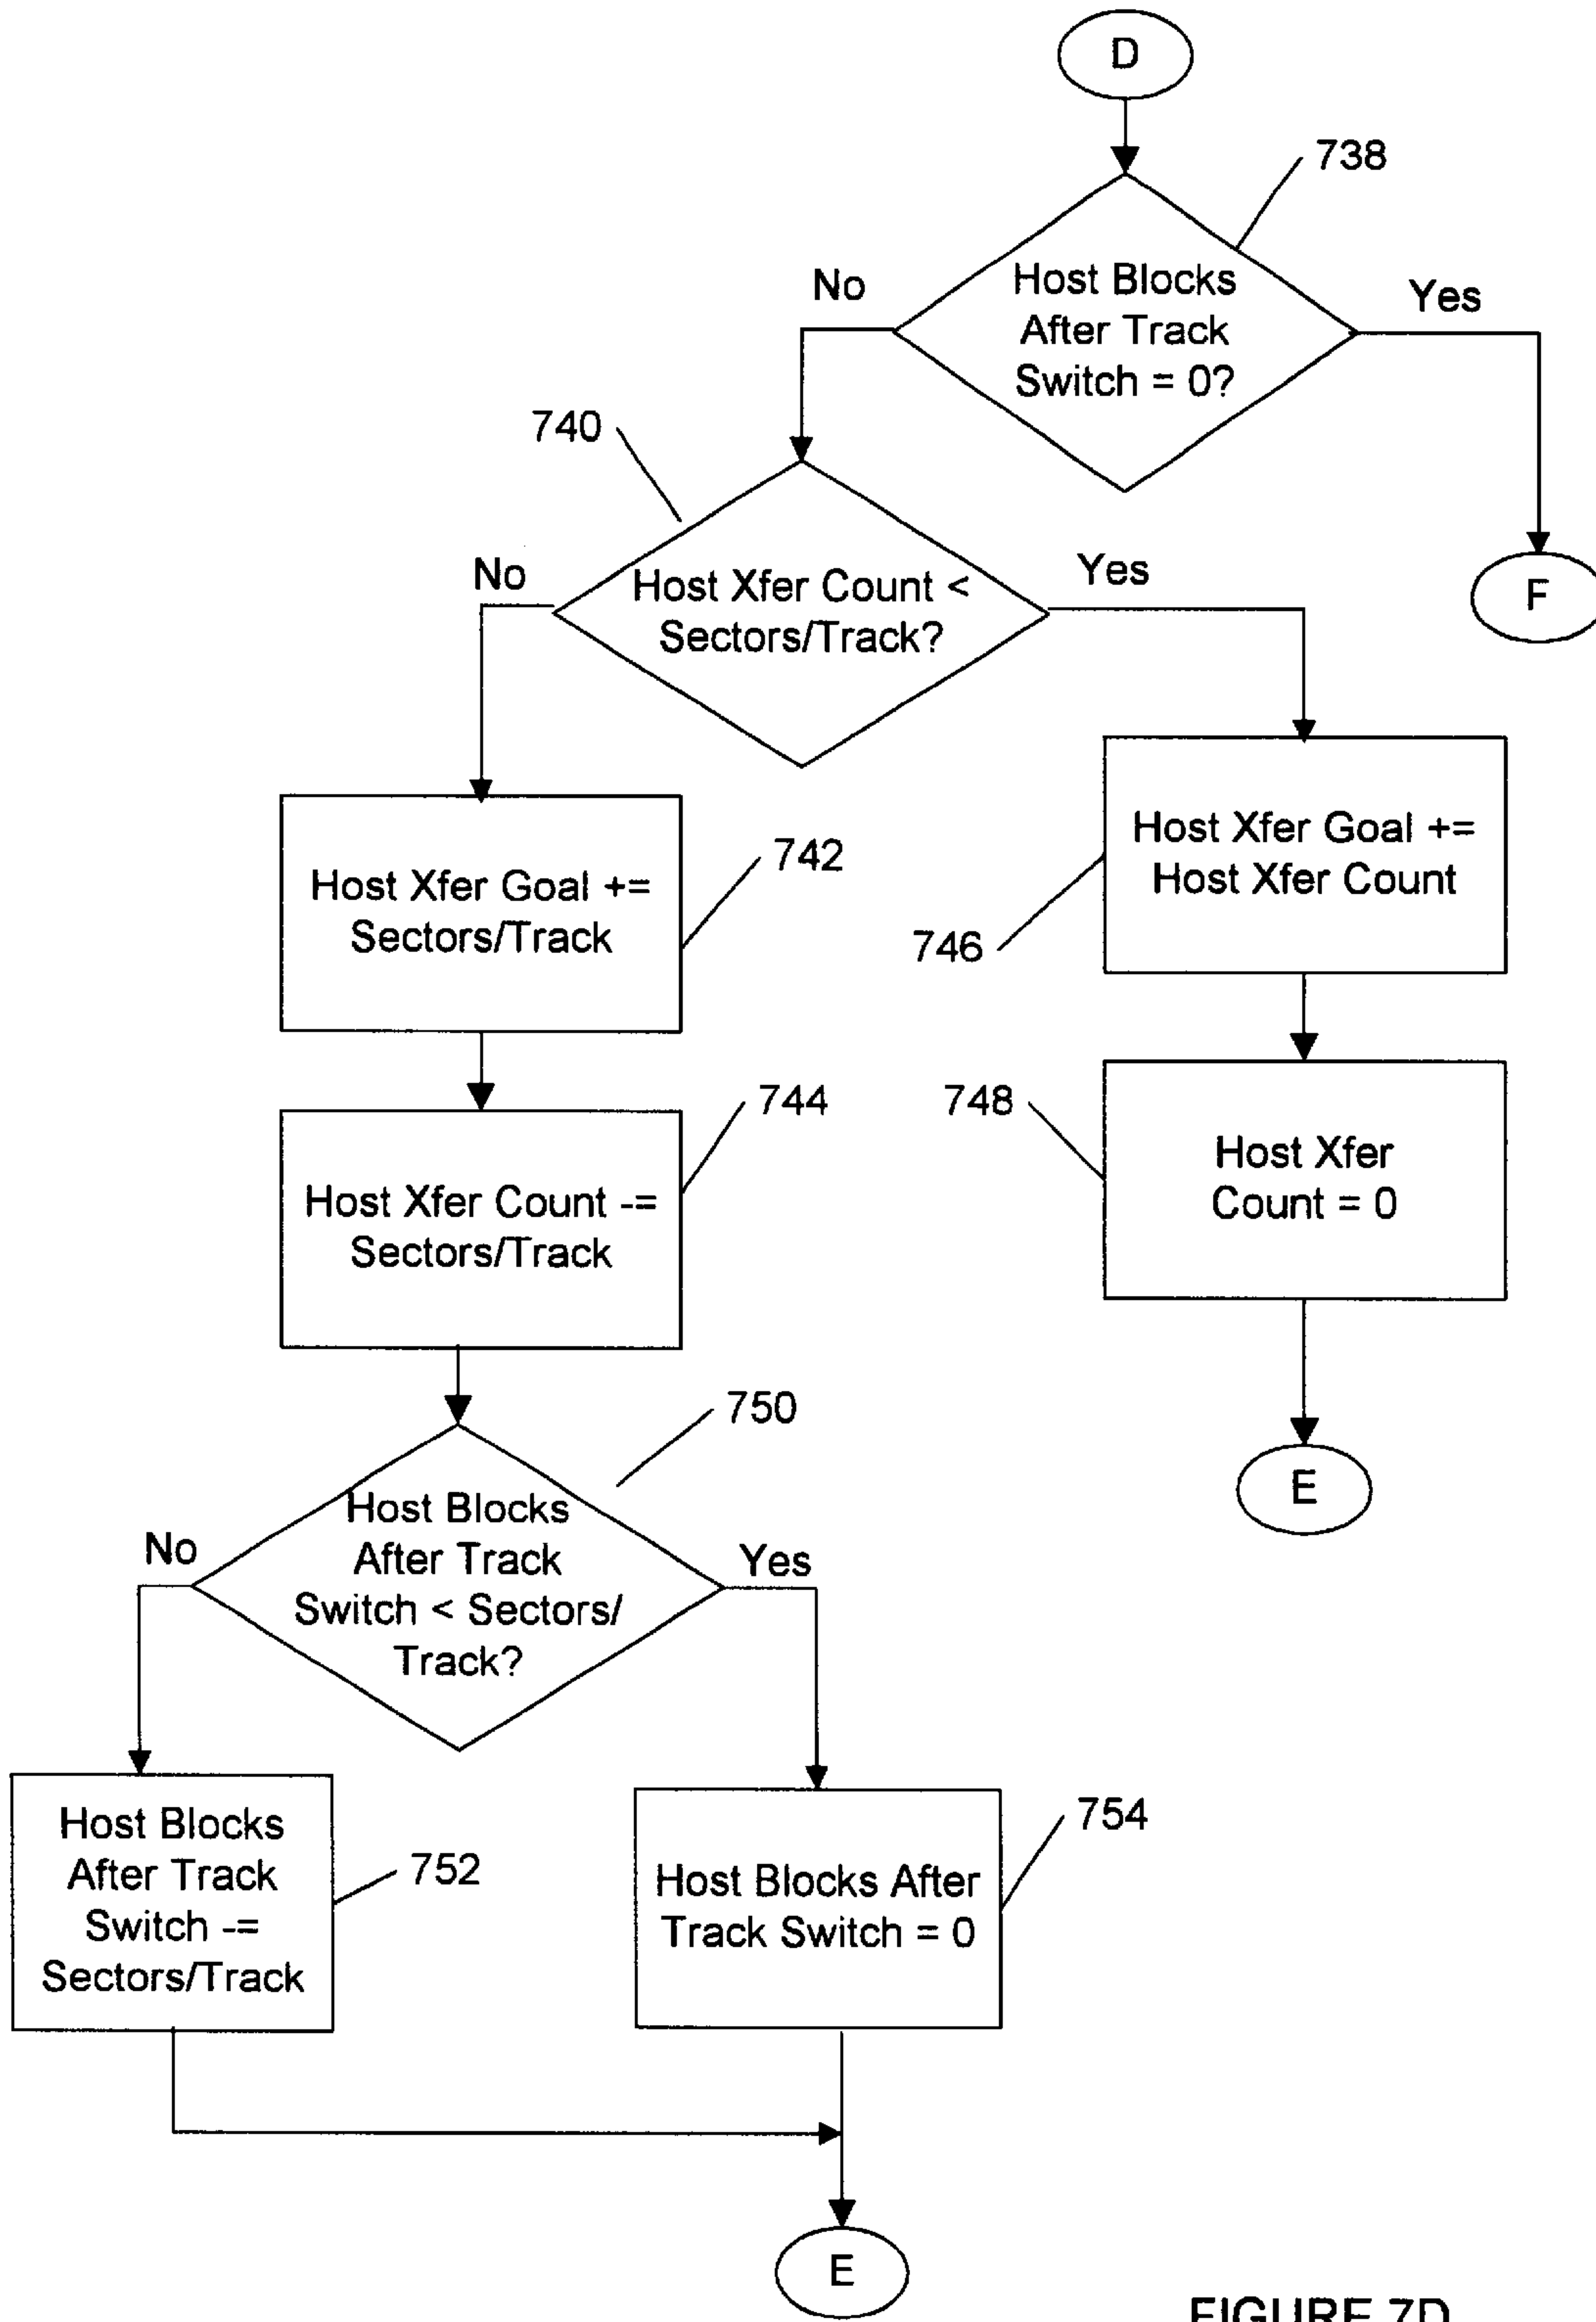 D
738
No
Host Blocks
After Track
Switch = 0?
Yes
740
No
Host Xfer Count <
Sectors/Track?
Yes
F
Host Xfer Goal +=
Sectors/Track
742
Host Xfer Goal +=
Host Xfer Count
746
Host Xfer Count -=
Sectors/Track
744
748
Host Xfer
Count = 0
750
No
Host Blocks
After Track
Switch < Sectors/
Track?
Yes
E
Host Blocks
After Track
Switch -=
Sectors/Track
752
Host Blocks After
Track Switch = 0
754
E
FIGURE 7D